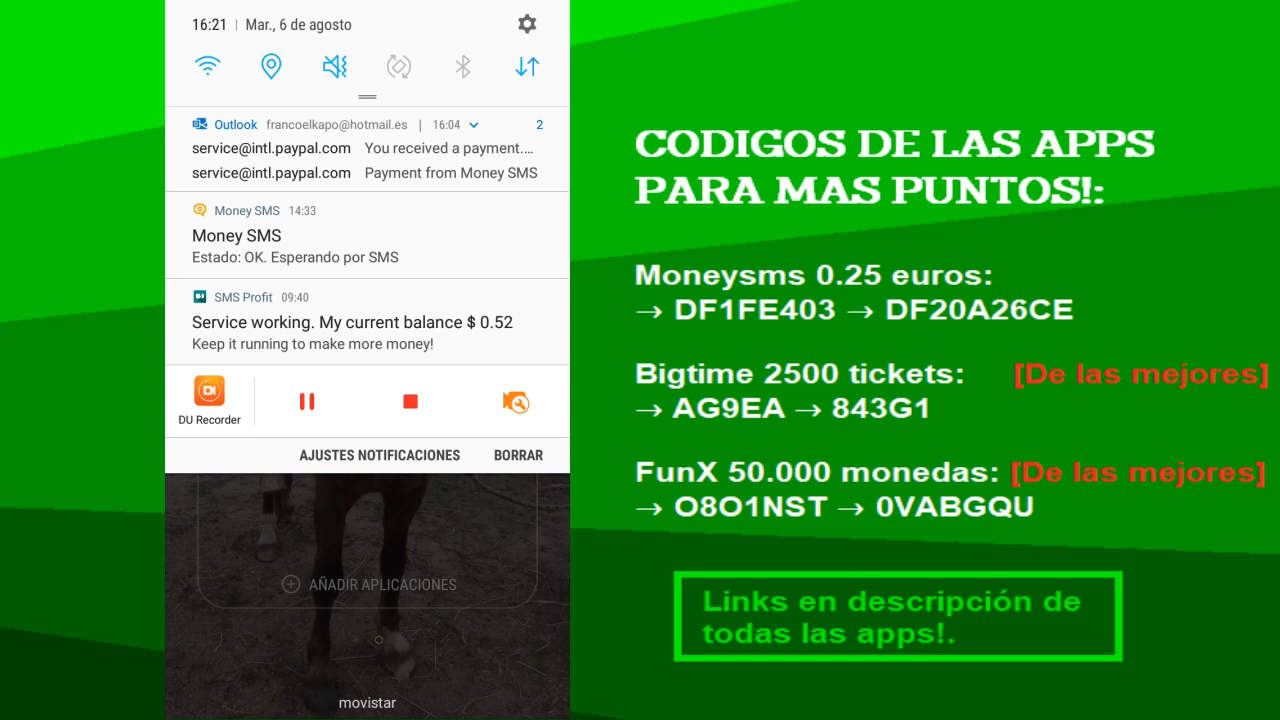 16:21 | Mar., 6 de agosto
Outlook francoelkapo@hotmail.es | 16:04 2
service@intl.paypal.com You received a payment....
service@intl.paypal.com Payment from Money SMS
Money SMS 14:33
Money SMS
Estado: OK. Esperando por SMS
SMS Profit 09:40
Service working. My current balance $ 0.52
Keep it running to make more money!
DU Recorder
AJUSTES NOTIFICACIONES BORRAR
AÑADIR APLICACIONES
movistar
CODIGOS DE LAS APPS
PARA MAS PUNTOS!:
Moneysms 0.25 euros:
→ DF1FE403 → DF20A26CE
Bigtime 2500 tickets: [De las mejores]
→ AG9EA → 843G1
FunX 50.000 monedas: [De las mejores]
→ O8O1NST → 0VABGQU
Links en descripción de
todas las apps!.